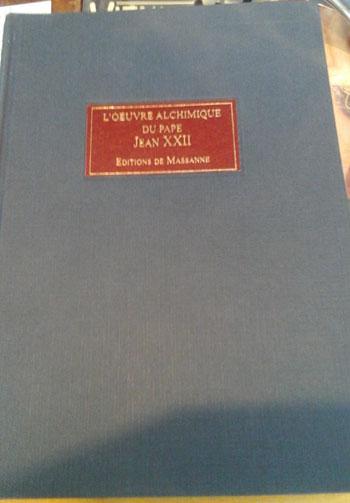 L'OEUVRE ALCHIMIQUE
DU PAPE
JEAN XXII
EDITIONS DE MASSANNE